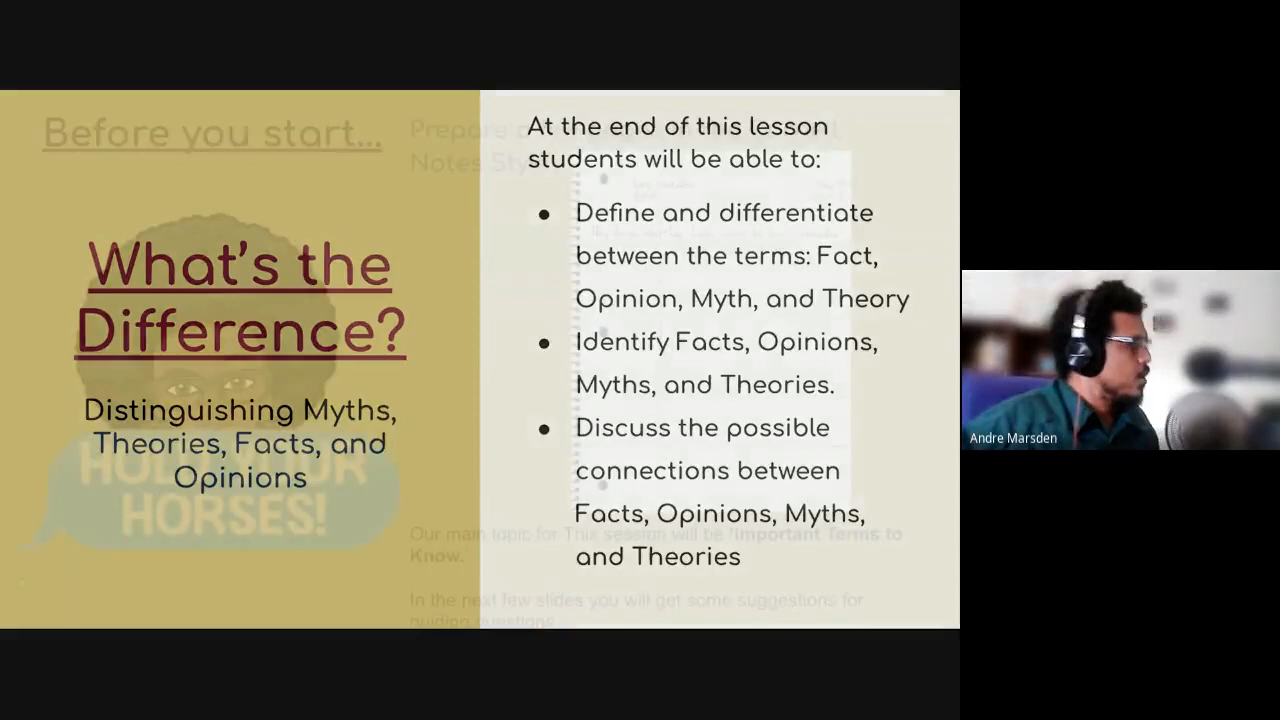 Before you start...
What's the
Difference?
Distinguishing Myths,
Theories, Facts, and
Opinions
HOLD YOUR
HORSES!
At the end of this lesson
students will be able to:
● Define and differentiate
between the terms: Fact,
Opinion, Myth, and Theory
● Identify Facts, Opinions,
Myths, and Theories.
● Discuss the possible
connections between
Facts, Opinions, Myths,
and Theories
Prepare
Notes
Our main topic for This session will be 'Important Terms to
Know.'
In the next few slides you will get some suggestions for
guiding questions
Andre Marsden